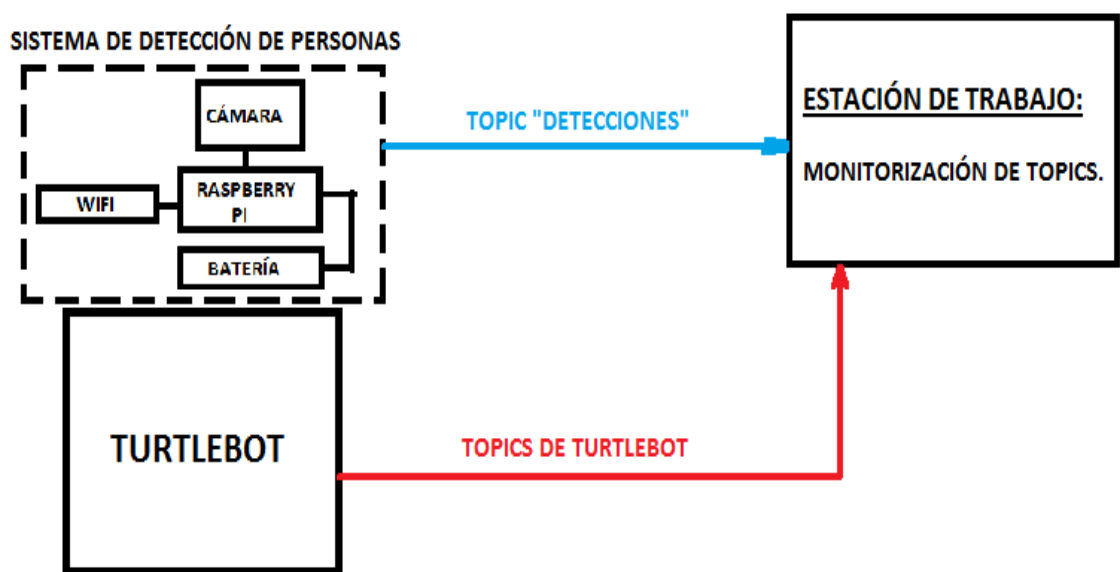 SISTEMA DE DETECCIÓN DE PERSONAS
CÁMARA
WIFI
RASPBERRY
PI
BATERÍA
TOPIC "DETECCIONES"
ESTACIÓN DE TRABAJO:
MONITORIZACIÓN DE TOPICS.
TURTLEBOT
TOPICS DE TURTLEBOT